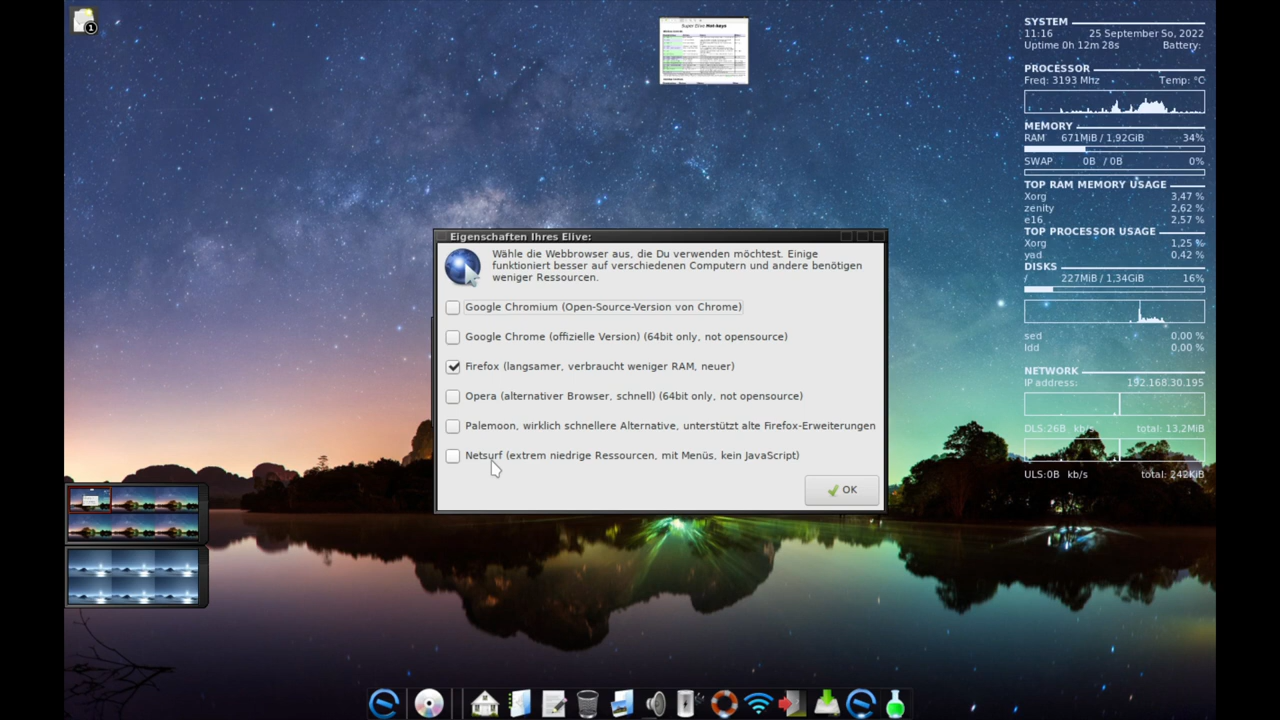 1
Super Elive Hot-keys
Eigenschaften Ihres Elive:
Wähle die Webbrowser aus, die Du verwenden möchtest. Einige
funktioniert besser auf verschiedenen Computern und andere benötigen
weniger Ressourcen.
Google Chromium (Open-Source-Version von Chrome)
Google Chrome (offizielle Version) (64bit only, not opensource)
Firefox (langsamer, verbraucht weniger RAM, neuer)
Opera (alternativer Browser, schnell) (64bit only, not opensource)
Palemoon, wirklich schnellere Alternative, unterstützt alte Firefox-Erweiterungen
Netsurf (extrem niedrige Ressourcen, mit Menüs, kein JavaScript)
OK
SYSTEM
11:16 25 September So, 2022
Uptime 0h 12m 28s Battery:
PROCESSOR
Freq: 3193 Mhz Temp: °C
MEMORY
RAM 671MiB / 1,92GiB 34%
SWAP 0B / 0B 0%
TOP RAM MEMORY USAGE
Xorg 3,47 %
zenity 2,62 %
e16 2,57 %
TOP PROCESSOR USAGE
Xorg 1,25 %
yad 0,42 %
DISKS
/ 227MiB / 1,34GiB 16%
sed 0,00 %
ldd 0,00 %
NETWORK
IP address: 192.168.30.195
DLS:26B kb/s total: 13,2MiB
ULS:0B kb/s total: 242KiB